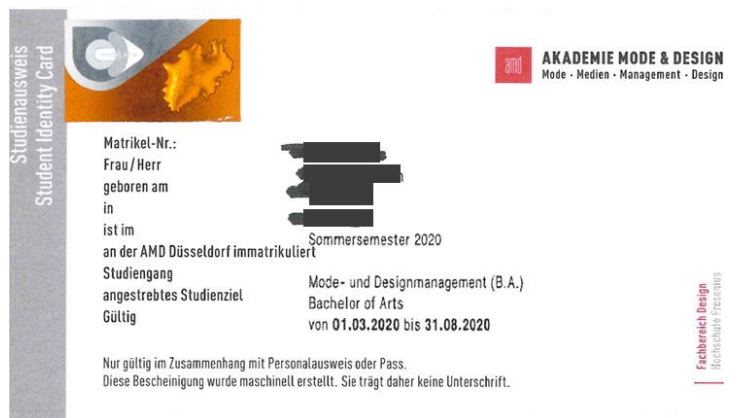 Studienausweis
Student Identity Card
amd
AKADEMIE MODE & DESIGN
Mode · Medien · Management · Design
Matrikel-Nr.:
Frau/Herr
geboren am
in
ist im
Sommersemester 2020
an der AMD Düsseldorf immatrikuliert
Studiengang
Mode- und Designmanagement (B.A.)
angestrebtes Studienziel
Bachelor of Arts
Gültig
von 01.03.2020 bis 31.08.2020
Fachbereich Design
Hochschule Fresenius
Nur gültig im Zusammenhang mit Personalausweis oder Pass.
Diese Bescheinigung wurde maschinell erstellt. Sie trägt daher keine Unterschrift.